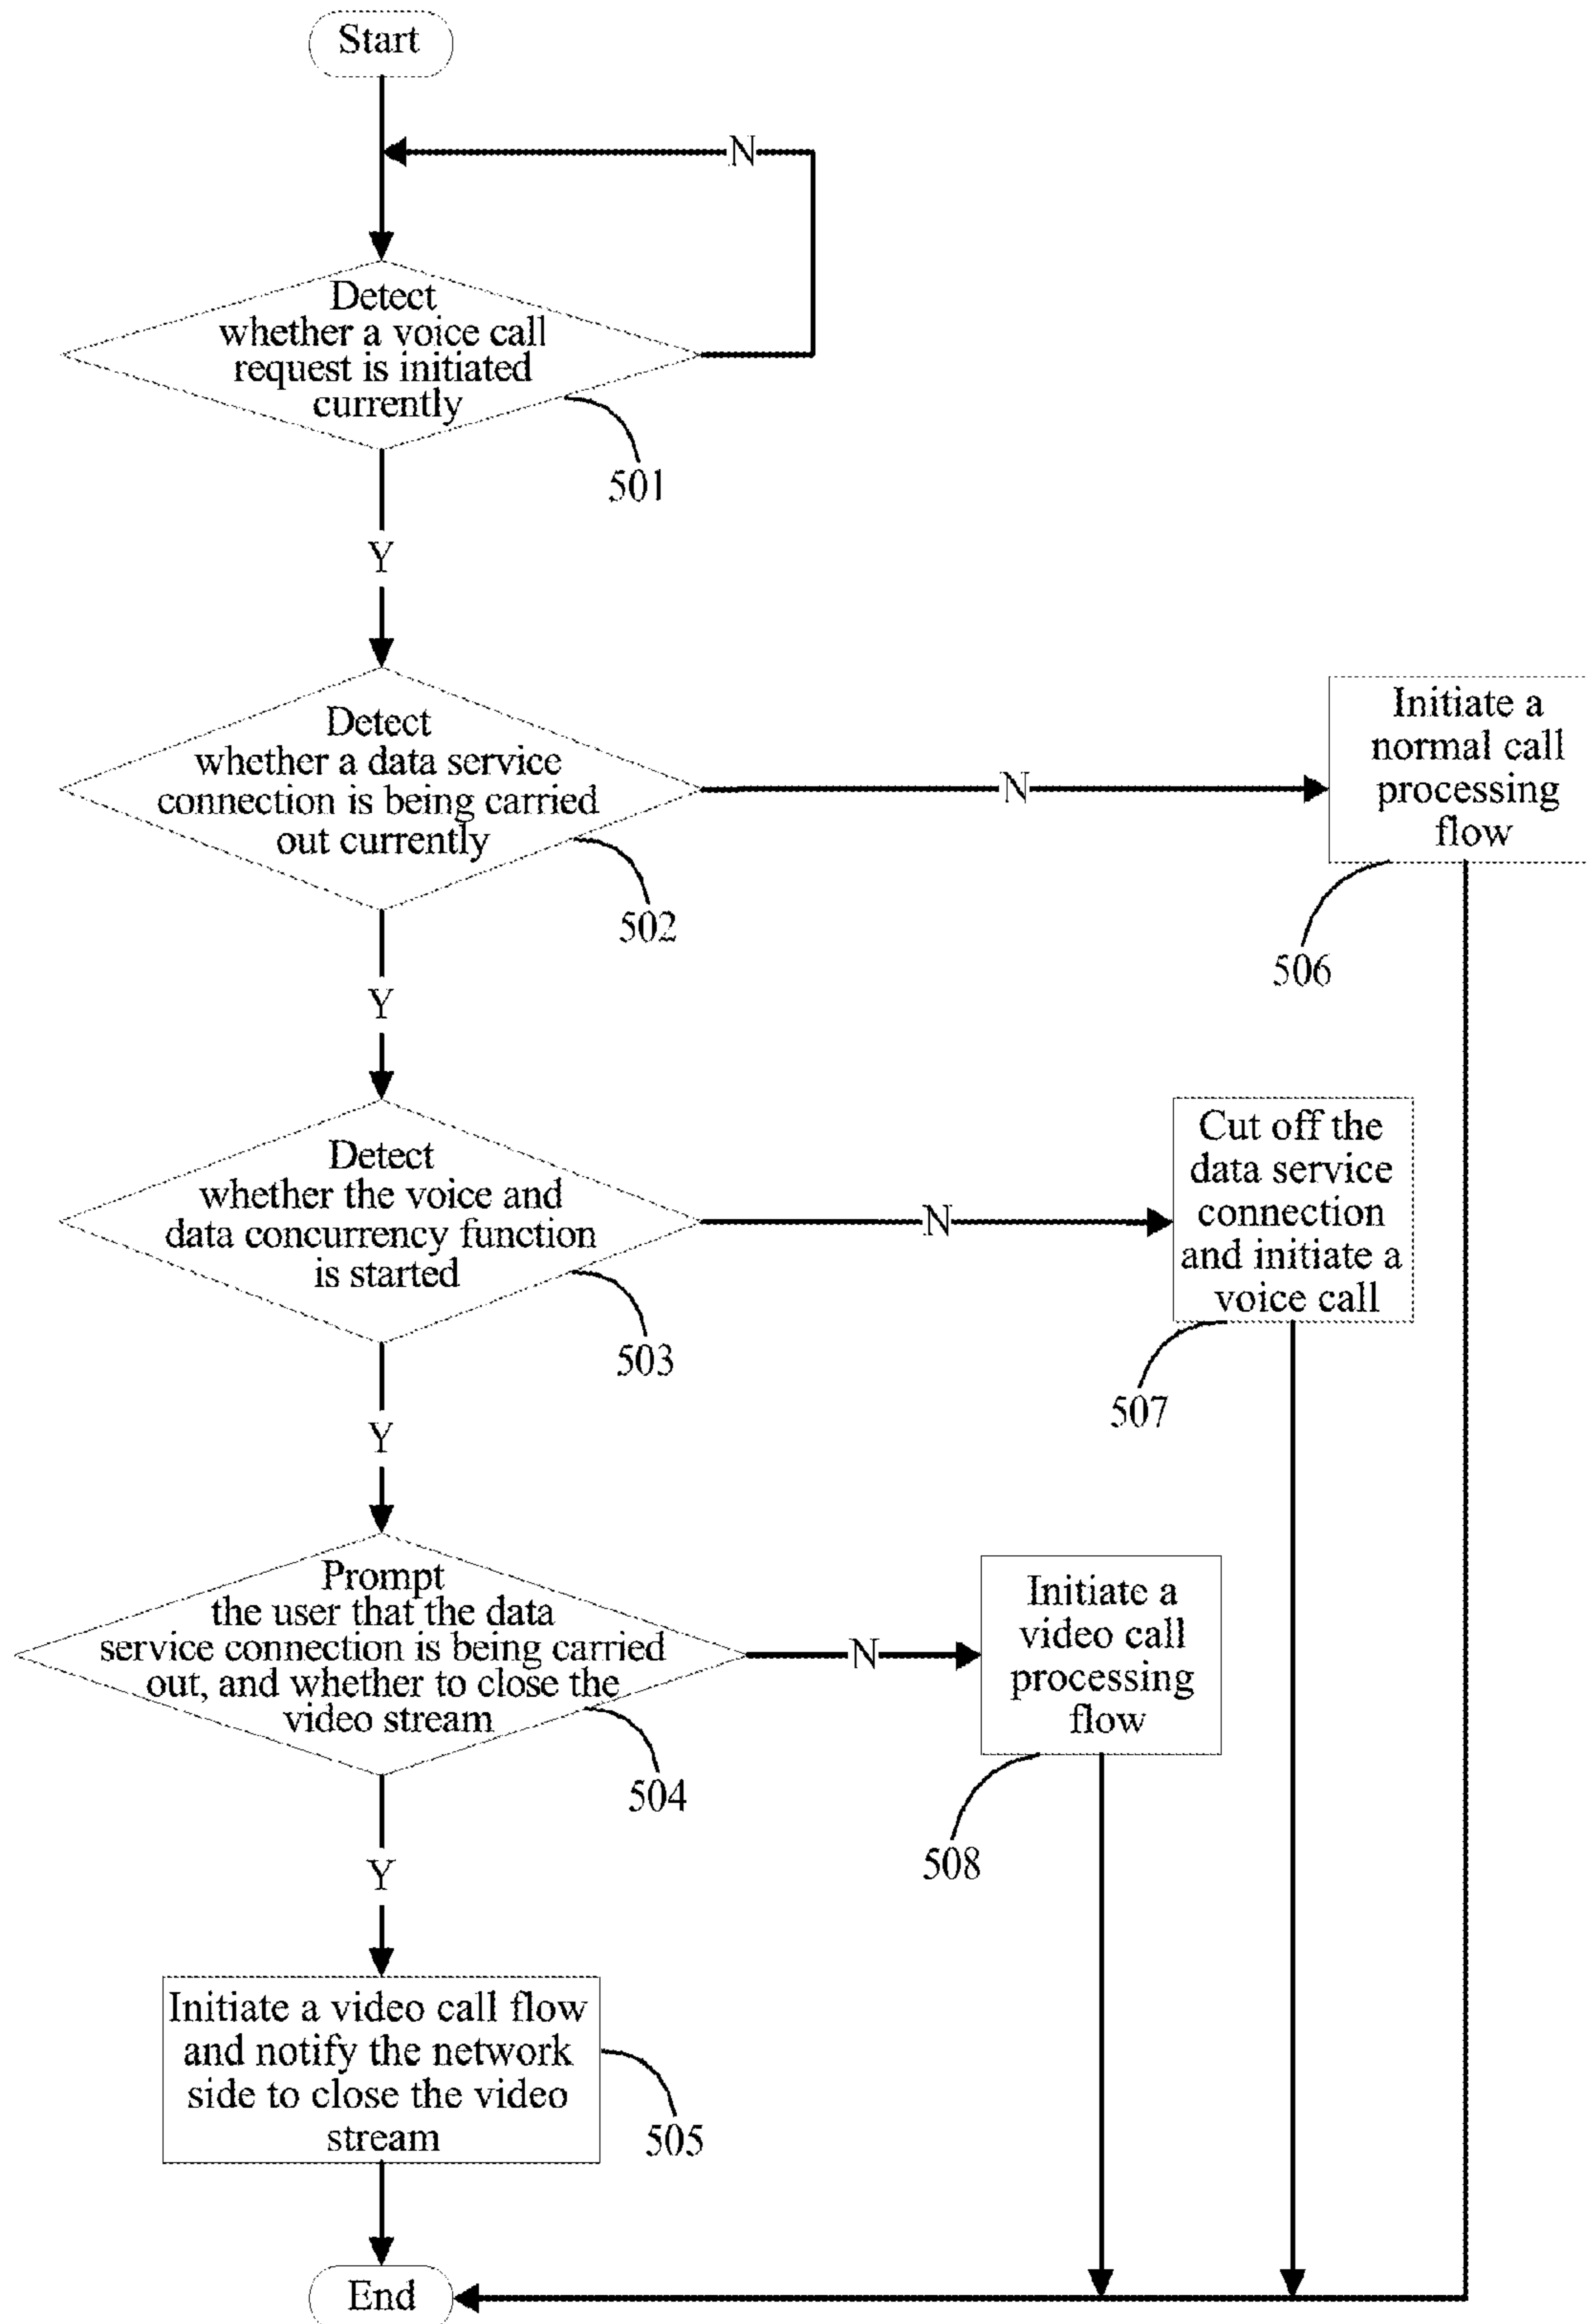 Start
N
Detect
whether a voice call
request is initiated
currently
501
Y
Detect
whether a data service
connection is being carried
out currently
502
N
Initiate a
normal call
processing
flow
506
Y
Detect
whether the voice and
data concurrency function
is started
503
N
Cut off the
data service
connection
and initiate a
voice call
507
Y
Prompt
the user that the data
service connection is being carried
out, and whether to close the
video stream
504
N
Initiate a
video call
processing
flow
508
Y
Initiate a video call flow
and notify the network
side to close the video
stream
505
End